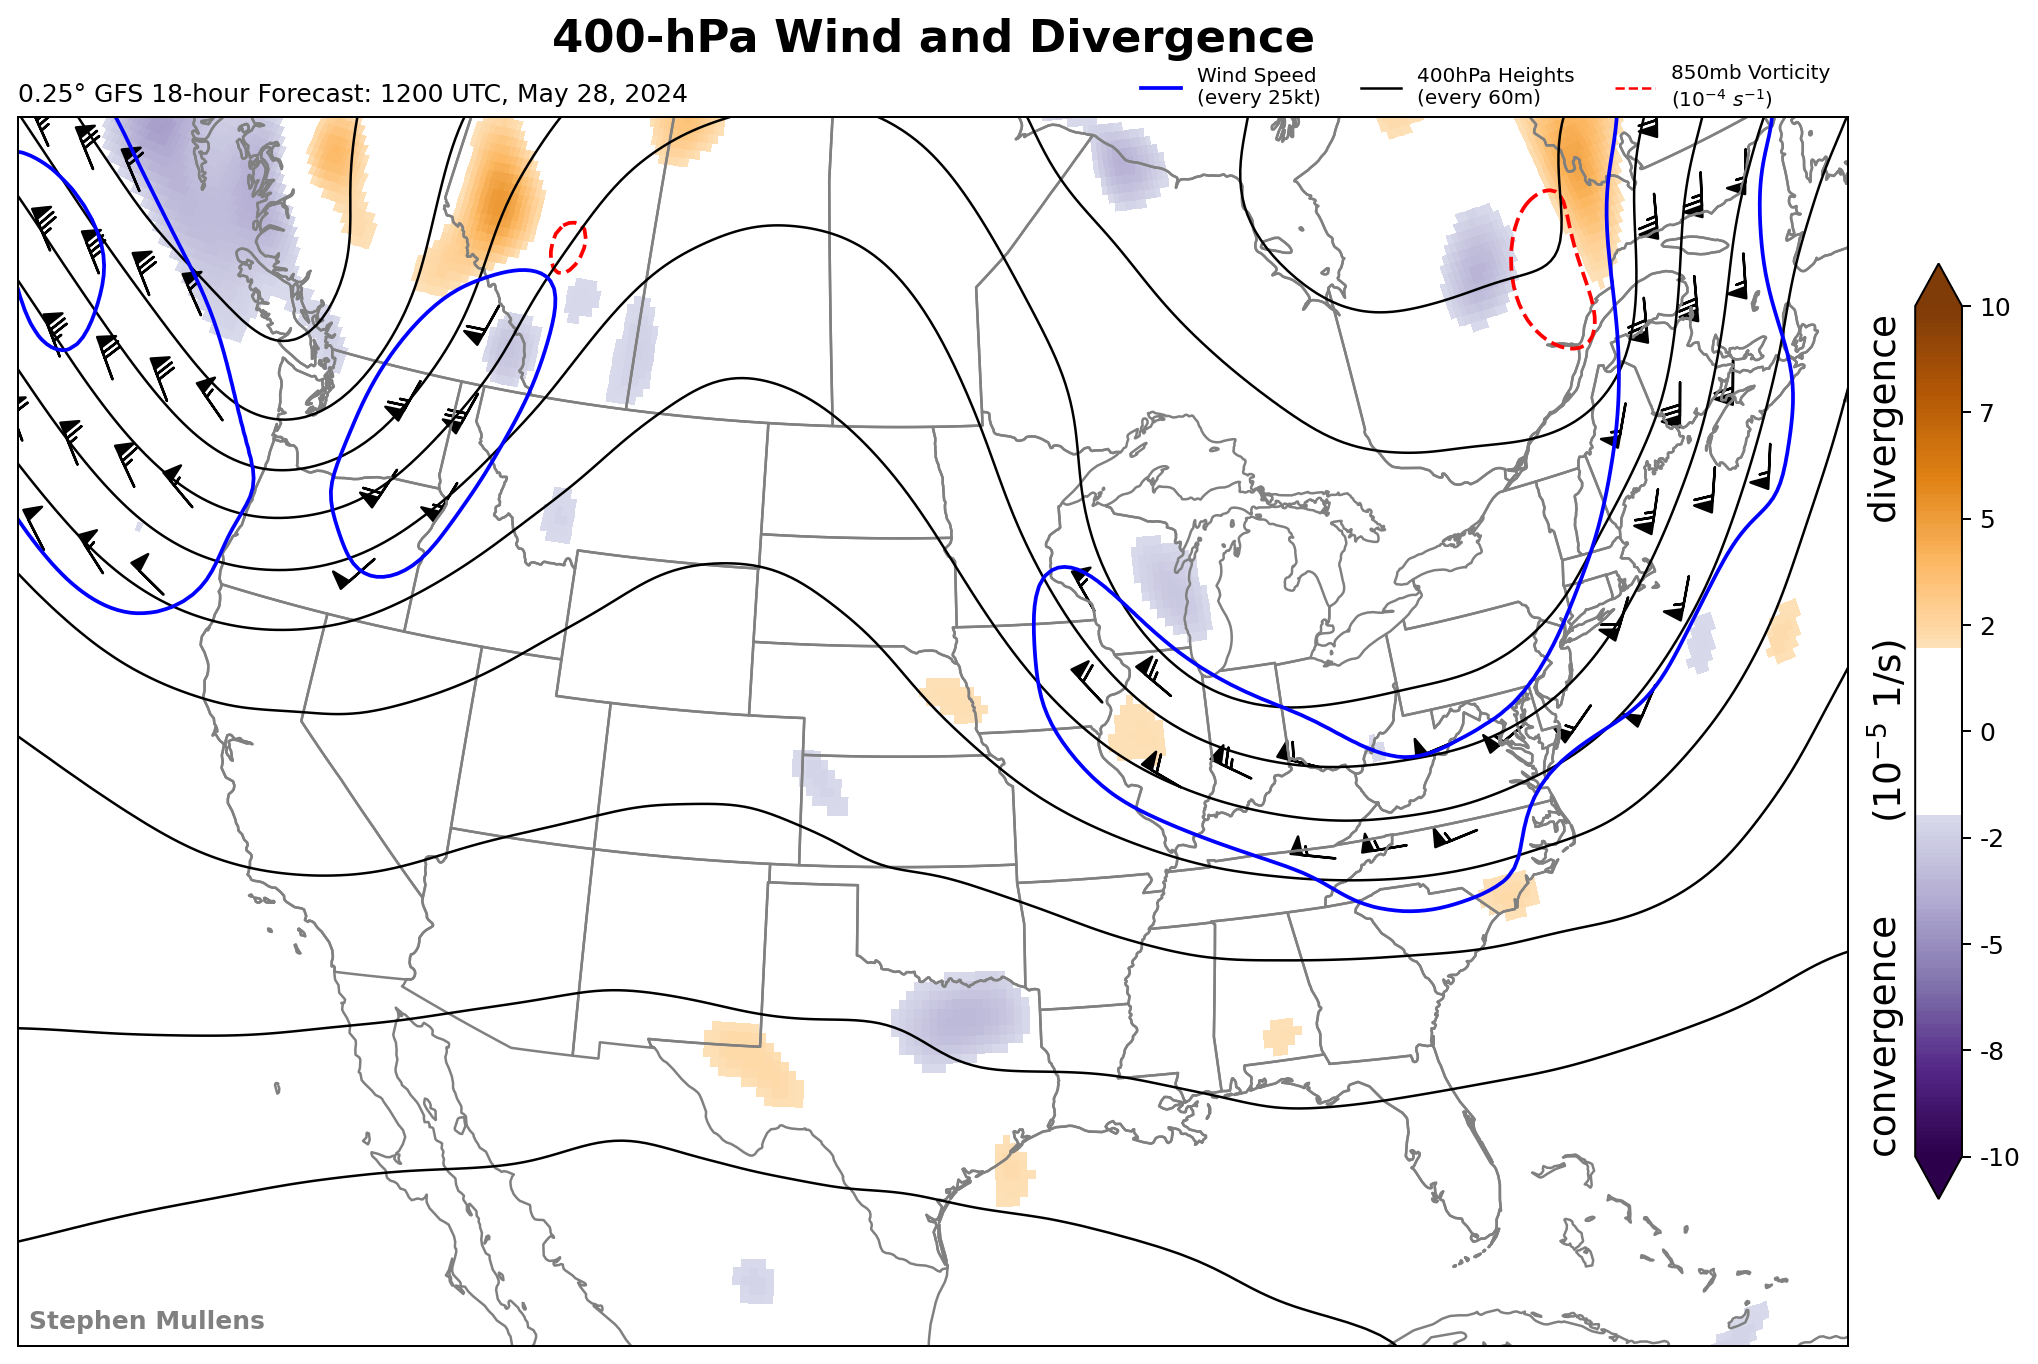 400-hPa Wind and Divergence
0.25° GFS 18-hour Forecast: 1200 UTC, May 28, 2024
Wind Speed
(every 25kt)
400hPa Heights
(every 60m)
850mb Vorticity
(10⁻⁴ s⁻¹)
10
7
5
2
0
-2
-5
-8
-10
convergence (10⁻⁵ 1/s) divergence
Stephen Mullens